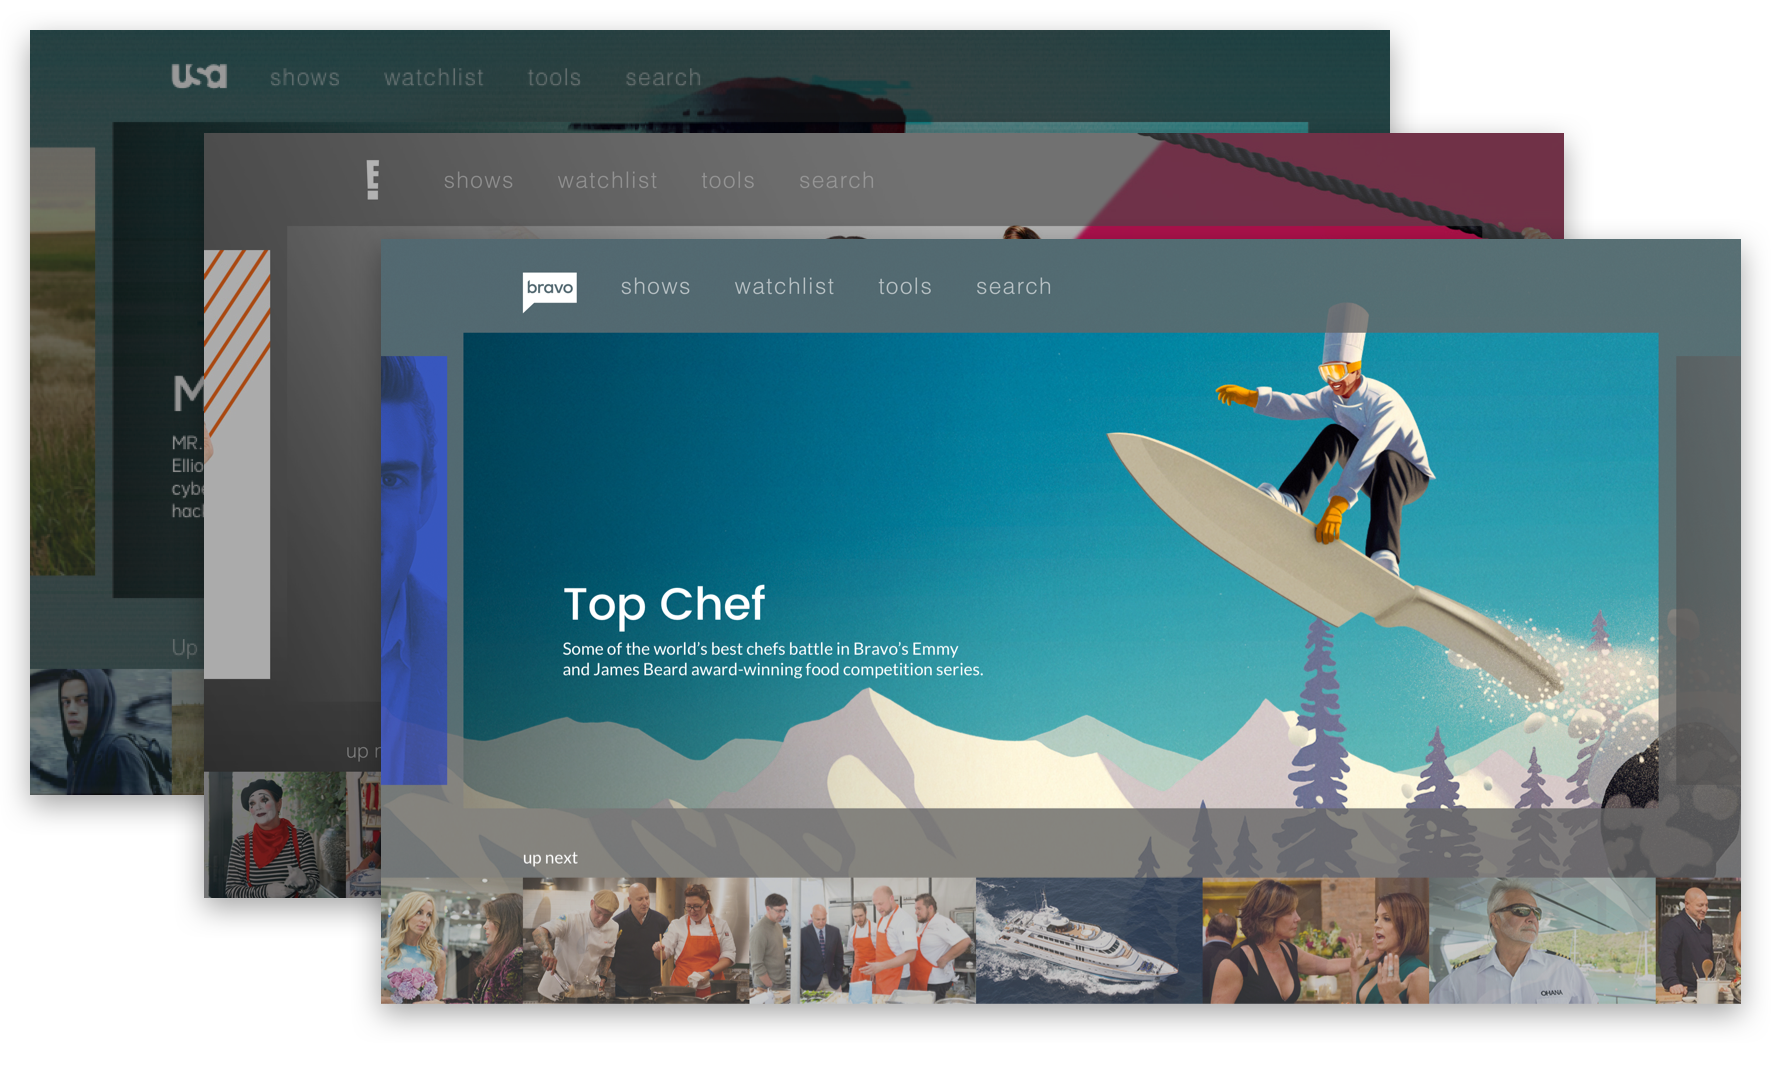 usa shows watchlist tools search
E! shows watchlist tools search
bravo shows watchlist tools search
M
MR.
Ellio
cybe
hack
Up
up n
Top Chef
Some of the world's best chefs battle in Bravo's Emmy
and James Beard award-winning food competition series.
up next
OHANA